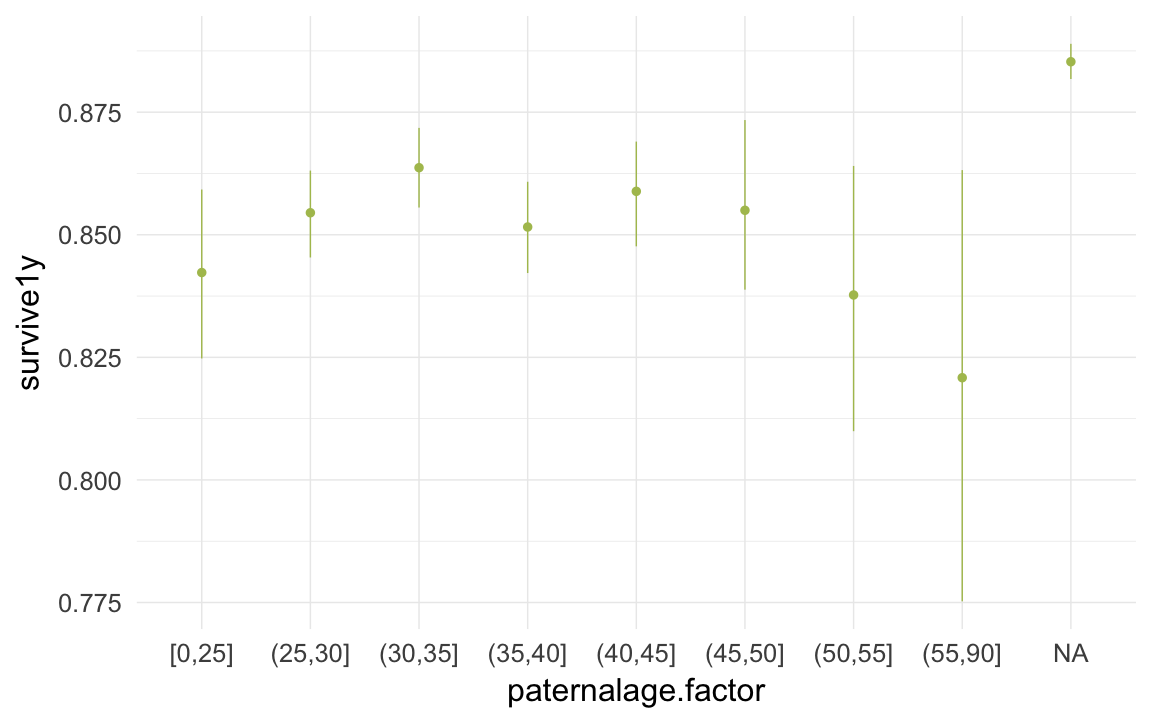 survive1y
0.875
0.850
0.825
0.800
0.775
[0,25] (25,30] (30,35] (35,40] (40,45] (45,50] (50,55] (55,90] NA
paternalage.factor